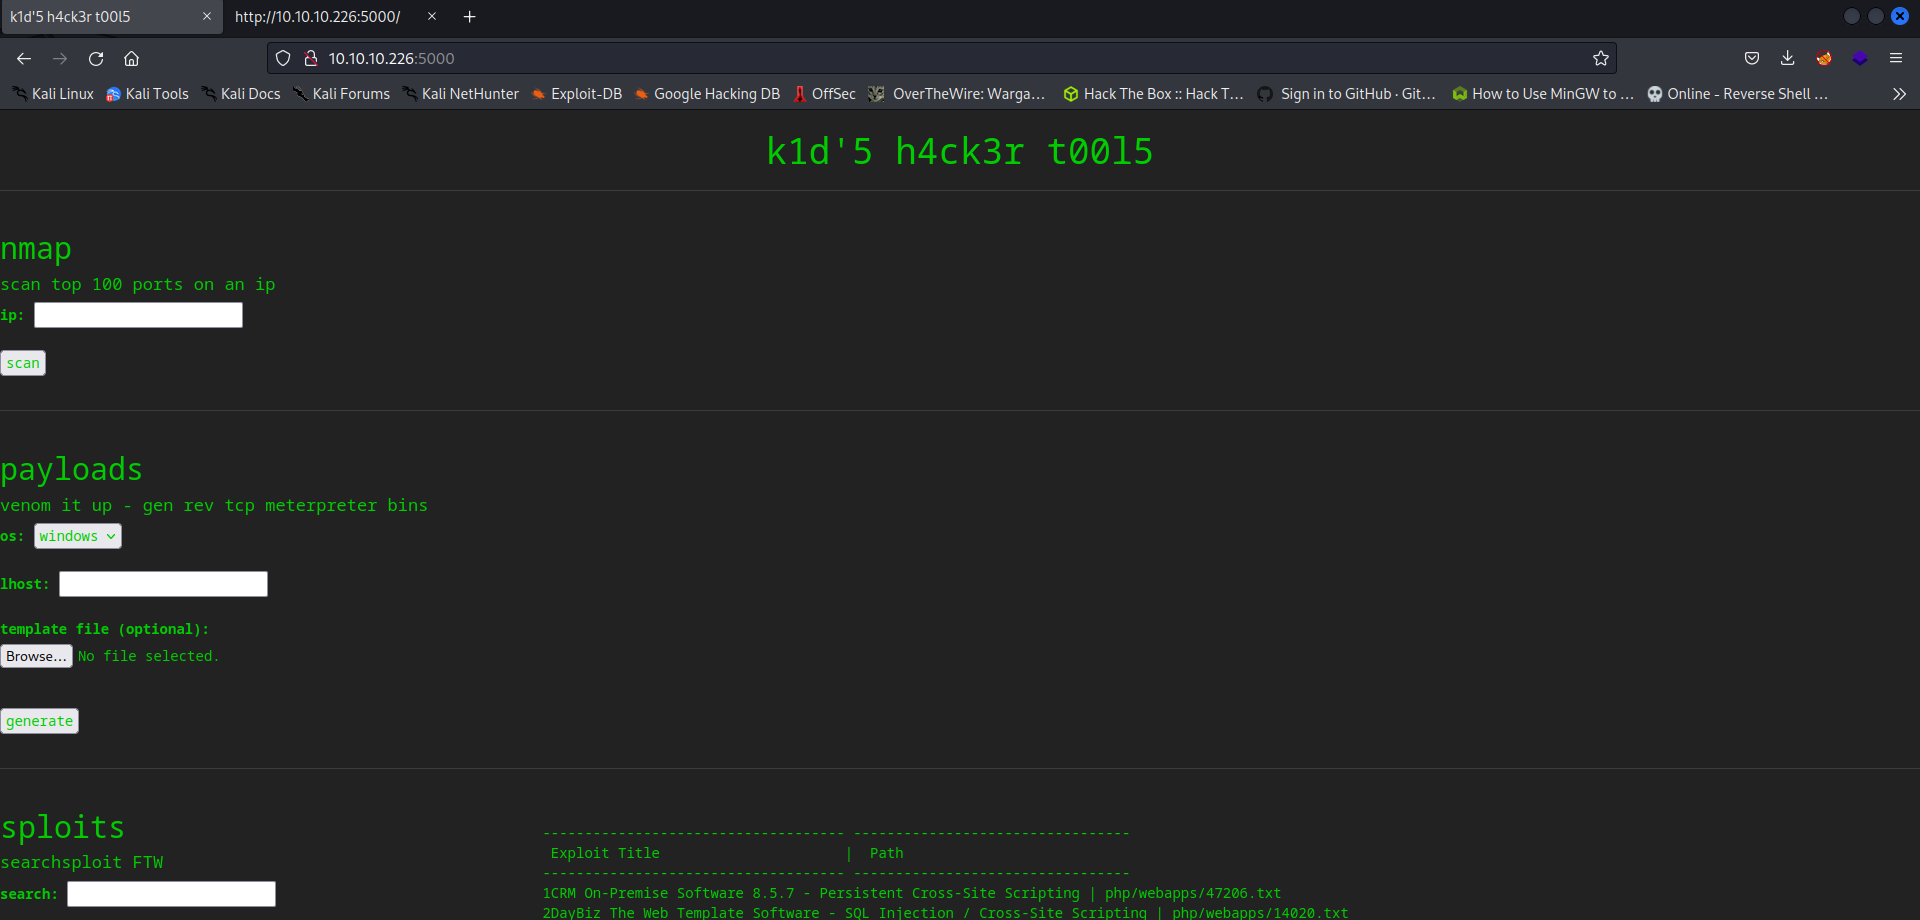 k1d'5 h4ck3r t00l5
http://10.10.10.226:5000/
10.10.10.226:5000
Kali Linux Kali Tools Kali Docs Kali Forums Kali NetHunter Exploit-DB Google Hacking DB OffSec OverTheWire: Warga… Hack The Box :: Hack T… Sign in to GitHub · Git… How to Use MinGW to … Online - Reverse Shell …
k1d'5 h4ck3r t00l5
nmap
scan top 100 ports on an ip
ip:
scan
payloads
venom it up - gen rev tcp meterpreter bins
os: windows
lhost:
template file (optional):
Browse… No file selected.
generate
sploits
searchsploit FTW
search:
------------------------------------ ---------------------------------
Exploit Title | Path
------------------------------------ ---------------------------------
1CRM On-Premise Software 8.5.7 - Persistent Cross-Site Scripting | php/webapps/47206.txt
2DayBiz The Web Template Software - SQL Injection / Cross-Site Scripting | php/webapps/14020.txt